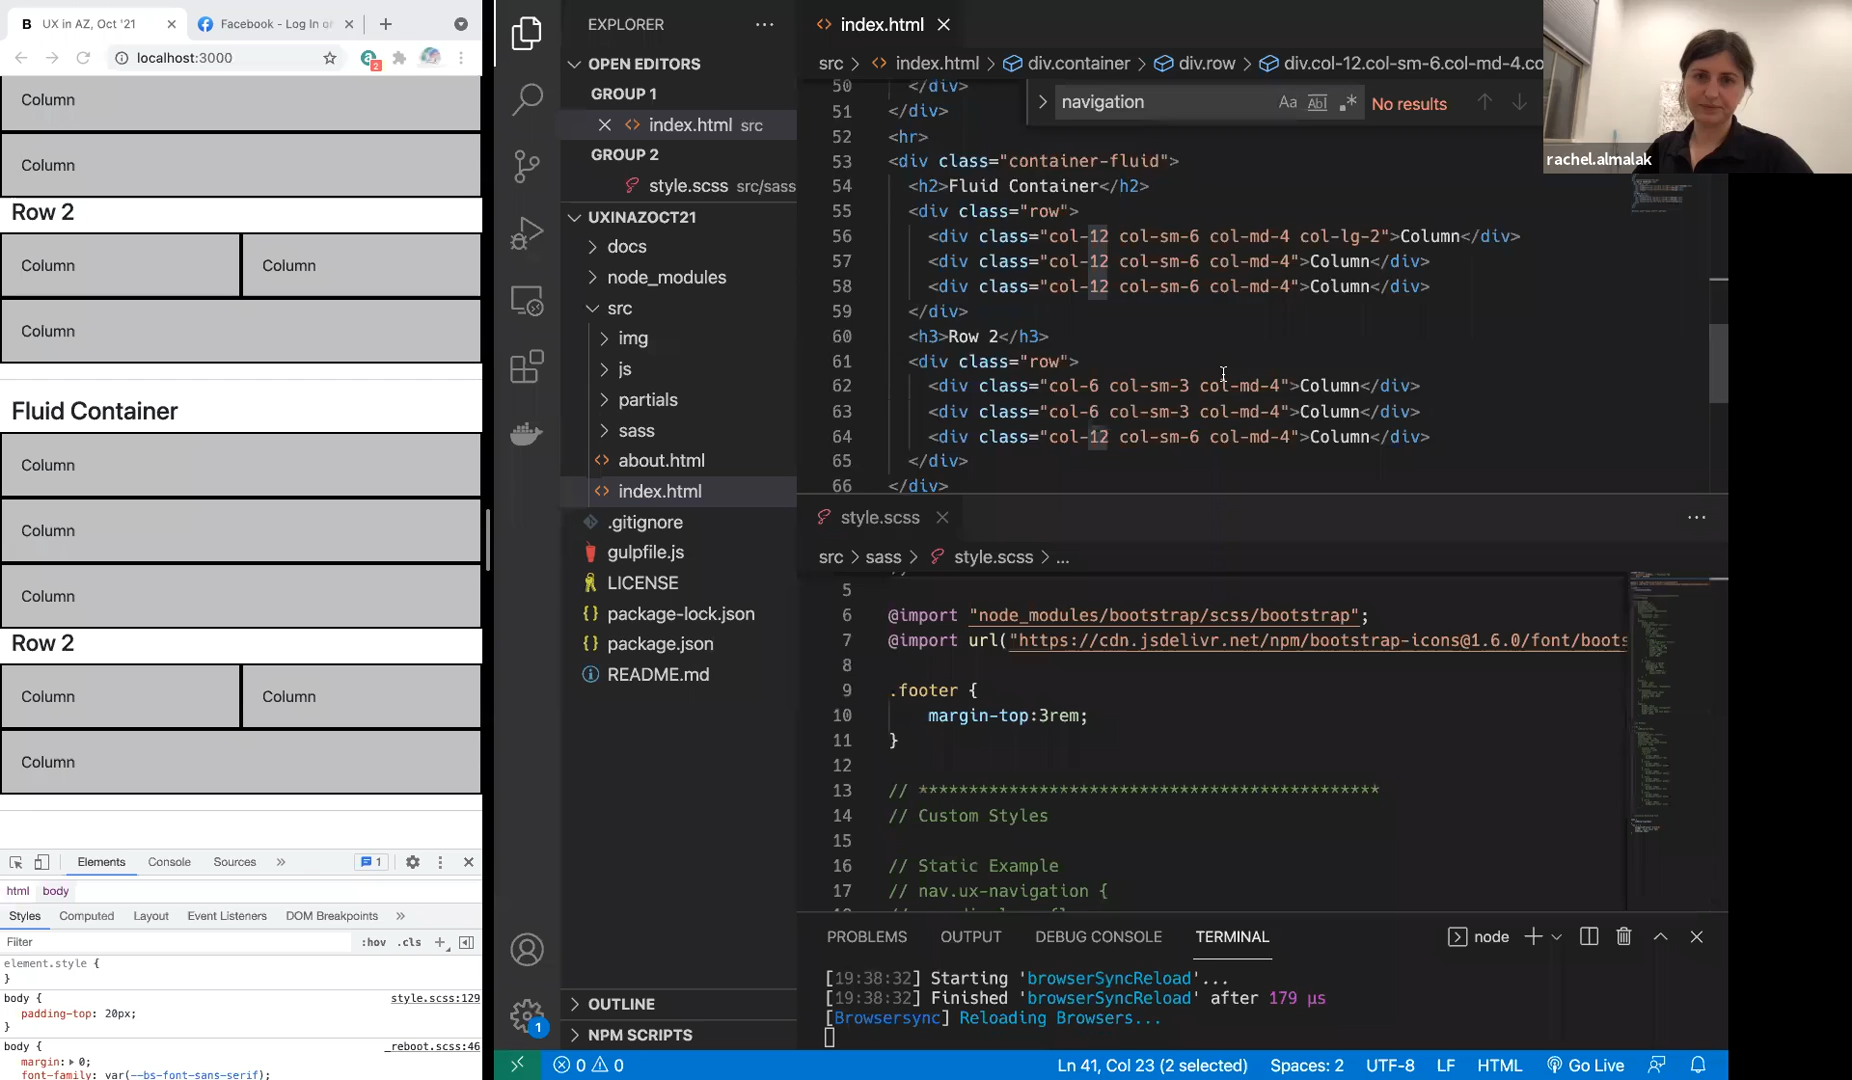 UX in AZ, Oct '21
Facebook - Log In or
localhost:3000
2
Column
Column
Row 2
Column
Column
Column
Fluid Container
Column
Column
Column
Row 2
Column
Column
Column
Elements
Console
Sources
1
html
body
Styles
Computed
Layout
Event Listeners
DOM Breakpoints
Filter
:hov
.cls
element.style {
}
body {
style.scss:129
padding-top: 20px;
}
body {
_reboot.scss:46
margin: 0;
font-family: var(--bs-font-sans-serif);
EXPLORER
OPEN EDITORS
GROUP 1
index.html src
GROUP 2
style.scss src/sass
UXINAZOCT21
docs
node_modules
src
img
js
partials
sass
about.html
index.html
.gitignore
gulpfile.js
LICENSE
package-lock.json
package.json
README.md
OUTLINE
NPM SCRIPTS
1
index.html
src > index.html > div.container > div.row > div.col-12.col-sm-6.col-md-4.co
navigation
Aa
No results
50 </div>
51 </div>
52 <hr>
53 <div class="container-fluid">
54 <h2>Fluid Container</h2>
55 <div class="row">
56 <div class="col-12 col-sm-6 col-md-4 col-lg-2">Column</div>
57 <div class="col-12 col-sm-6 col-md-4">Column</div>
58 <div class="col-12 col-sm-6 col-md-4">Column</div>
59 </div>
60 <h3>Row 2</h3>
61 <div class="row">
62 <div class="col-6 col-sm-3 col-md-4">Column</div>
63 <div class="col-6 col-sm-3 col-md-4">Column</div>
64 <div class="col-12 col-sm-6 col-md-4">Column</div>
65 </div>
66 </div>
style.scss
src > sass > style.scss > ...
5
6 @import "node_modules/bootstrap/scss/bootstrap";
7 @import url("https://cdn.jsdelivr.net/npm/bootstrap-icons@1.6.0/font/boots
8
9 .footer {
10 margin-top:3rem;
11 }
12
13 // **********************************************
14 // Custom Styles
15
16 // Static Example
17 // nav.ux-navigation {
PROBLEMS
OUTPUT
DEBUG CONSOLE
TERMINAL
node
[19:38:32] Starting 'browserSyncReload'...
[19:38:32] Finished 'browserSyncReload' after 179 μs
[Browsersync] Reloading Browsers...
0
0
Ln 41, Col 23 (2 selected)
Spaces: 2
UTF-8
LF
HTML
Go Live
rachel.almalak